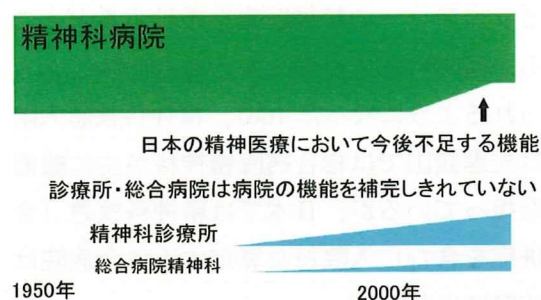 精神科病院
日本の精神医療において今後不足する機能
診療所・総合病院は病院の機能を補完しきれていない
精神科診療所
総合病院精神科
1950年
2000年